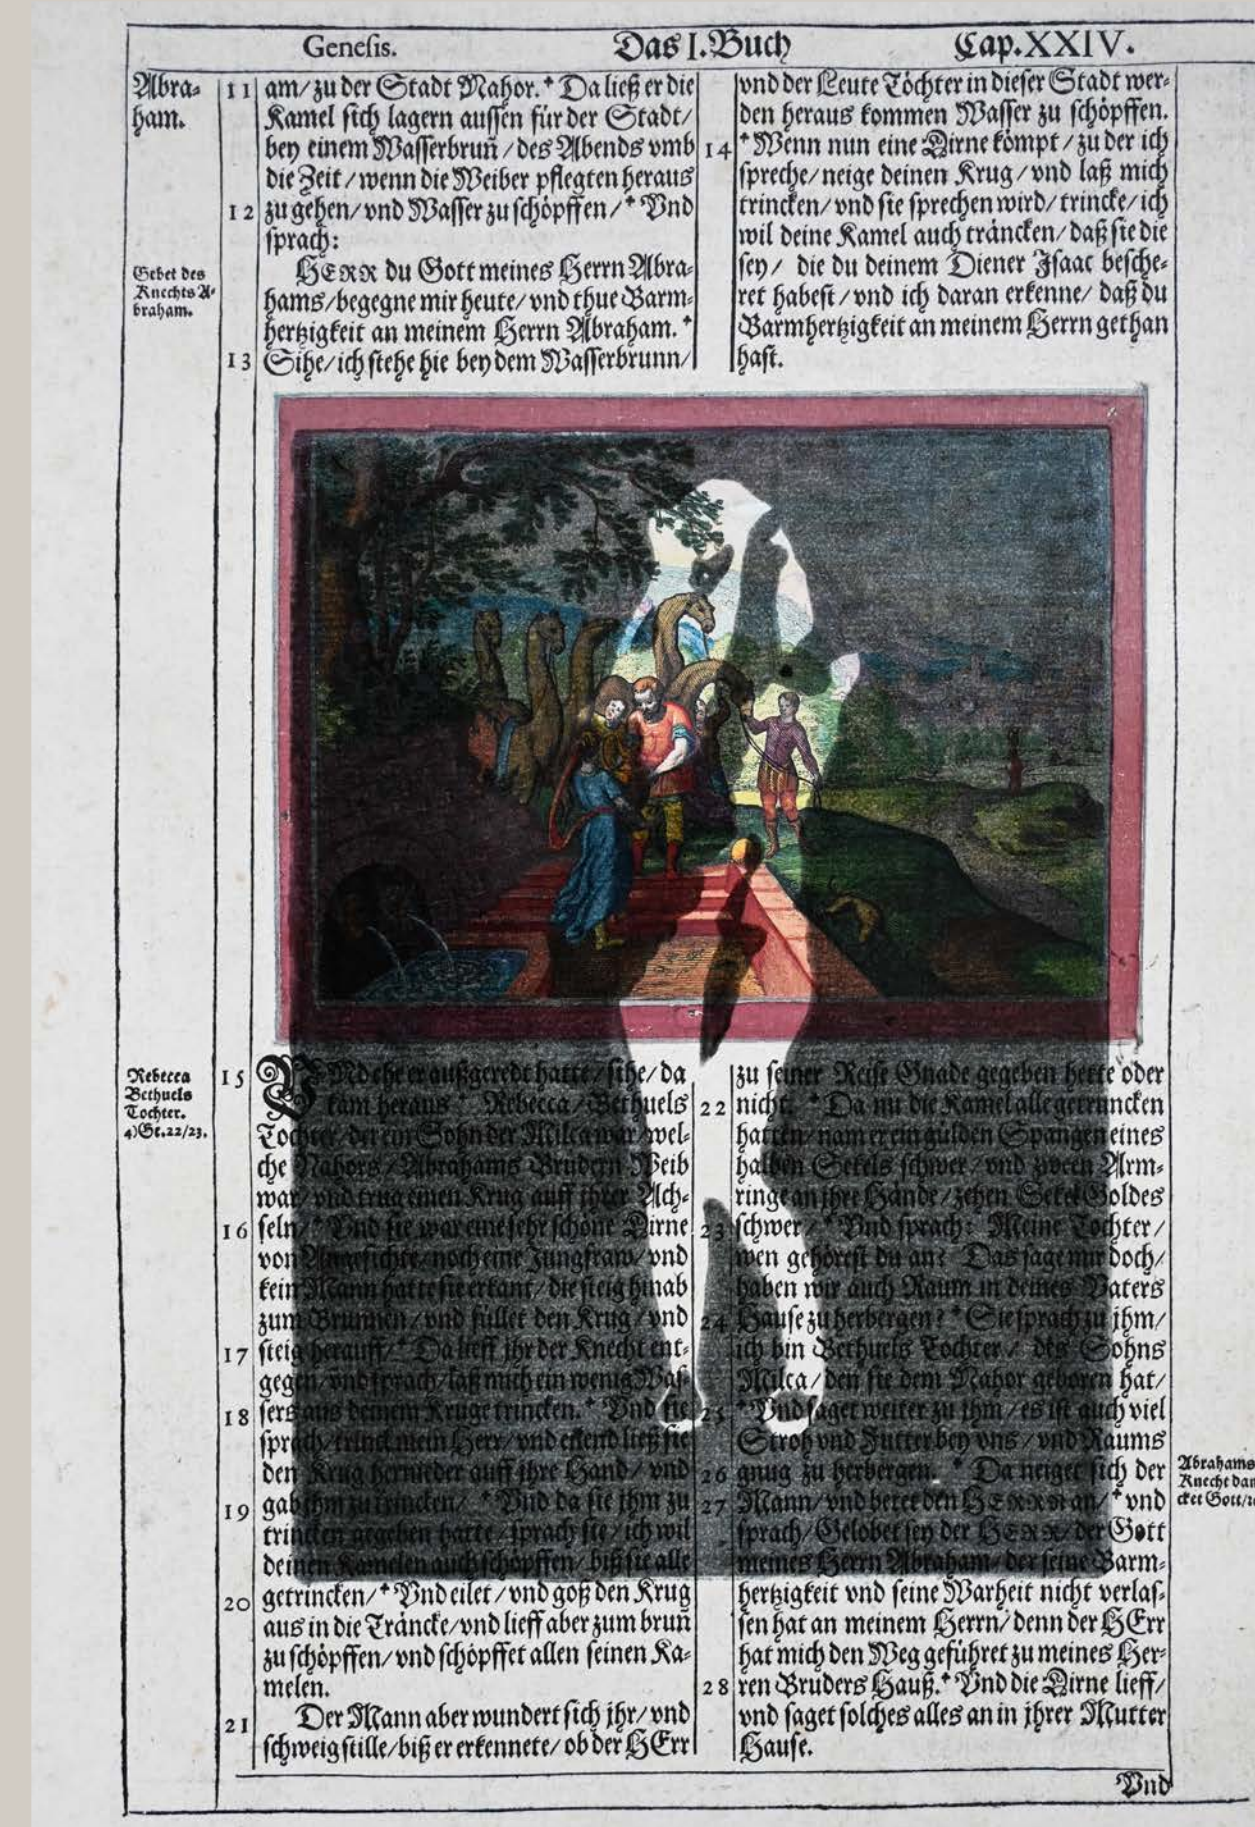 Genesis.
Das I. Buch
Cap. XXIV.
Abra-
ham.
11 am/ zu der Stadt Nahor. * Da ließ er die
Kamel sich lagern aussen für der Stadt/
bey einem Wasserbruñ / des Abends vmb
die Zeit / wenn die Weiber pflegten heraus
12 zu gehen/ vnd Wasser zu schöpffen / * Vnd
sprach:
Gebet des
Knechts A-
braham.
HERR du Gott meines Herrn Abra-
hams/ begegne mir heute/ vnd thue Barm-
hertzigkeit an meinem Herrn Abraham. *
13 Sihe/ ich stehe hie bey dem Wasserbrunn/
vnd der Leute Töchter in dieser Stadt wer-
den heraus kommen Wasser zu schöpffen.
14 * Wenn nun eine Dirne kömpt / zu der ich
spreche/ neige deinen Krug / vnd laß mich
trincken/ vnd sie sprechen wird/ trincke/ ich
wil deine Kamel auch träncken/ daß sie die
sey / die du deinem Diener Isaac besche-
ret habest / vnd ich daran erkenne/ daß du
Barmhertzigkeit an meinem Herrn gethan
hast.
Rebecca
Bethuels
Tochter.
4) St. 22/23.
15 VNd ehe er außgeredt hatte/ sihe/ da
kam heraus * Rebecca / Bethuels
Tochter/ der ein Sohn der Milca war/ wel-
che Nahors / Abrahams Brudern Weib
war/ vnd trug einen Krug auff jhrer Ach-
16 seln/ * Vnd sie war eine sehr schöne Dirne
von Angesichte/ noch eine Jungfraw/ vnd
kein Mann hatte sie erkant/ die steig hinab
zum Brunnen / vnd füllet den Krug / vnd
17 steig herauff/ * Da lieff jhr der Knecht ent-
gegen/ vnd sprach/ laß mich ein wenig Was-
18 sers aus deinem Kruge trincken. * Vnd sie
sprach/ trinck mein Herr/ vnd eilend ließ sie
den Krug hernieder auff jhre Hand / vnd
19 gab jhm zu trincken/ * Vnd da sie jhm zu
trincken gegeben hatte / sprach sie / ich wil
deinen Kamelen auch schöpffen/ biß sie alle
20 getrincken/ * Vnd eilet / vnd goß den Krug
aus in die Träncke/ vnd lieff aber zum bruñ
zu schöpffen/ vnd schöpffet allen seinen Ka-
melen.
21 Der Mann aber wundert sich jhr/ vnd
schweig stille/ biß er erkennete/ ob der HErr
zu seiner Reise Gnade gegeben hette oder
22 nicht. * Da nu die Kamel alle getruncken
hatten/ nam er ein gülden Spangen eines
halben Sekels schwer / vnd zween Arm-
ringe an jhre Hände/ zehen Sekel Goldes
23 schwer / * Vnd sprach: Meine Tochter /
wen gehörest du an? Das sage mir doch/
haben wir auch Raum in deines Vaters
24 Hause zu herbergen? * Sie sprach zu jhm/
ich bin Bethuels Tochter / des Sohns
Milca / den sie dem Nahor geboren hat/
25 * Vnd saget weiter zu jhm / es ist auch viel
Stroh vnd Futter bey vns / vnd Raums
26 gnug zu herbergen. * Da neiget sich der
27 Mann/ vnd betet den HERRN an/ * vnd
sprach/ Gelobet sey der HERR/ der Gott
meines Herrn Abraham/ der seine Barm-
hertzigkeit vnd seine Warheit nicht verlas-
sen hat an meinem Herrn/ denn der HErr
hat mich den Weg geführet zu meines Her-
28 ren Bruders Hauß. * Vnd die Dirne lieff/
vnd saget solches alles an in jhrer Mutter
Hause.
Abrahams
Knecht dan
cket Gott/
Vnd